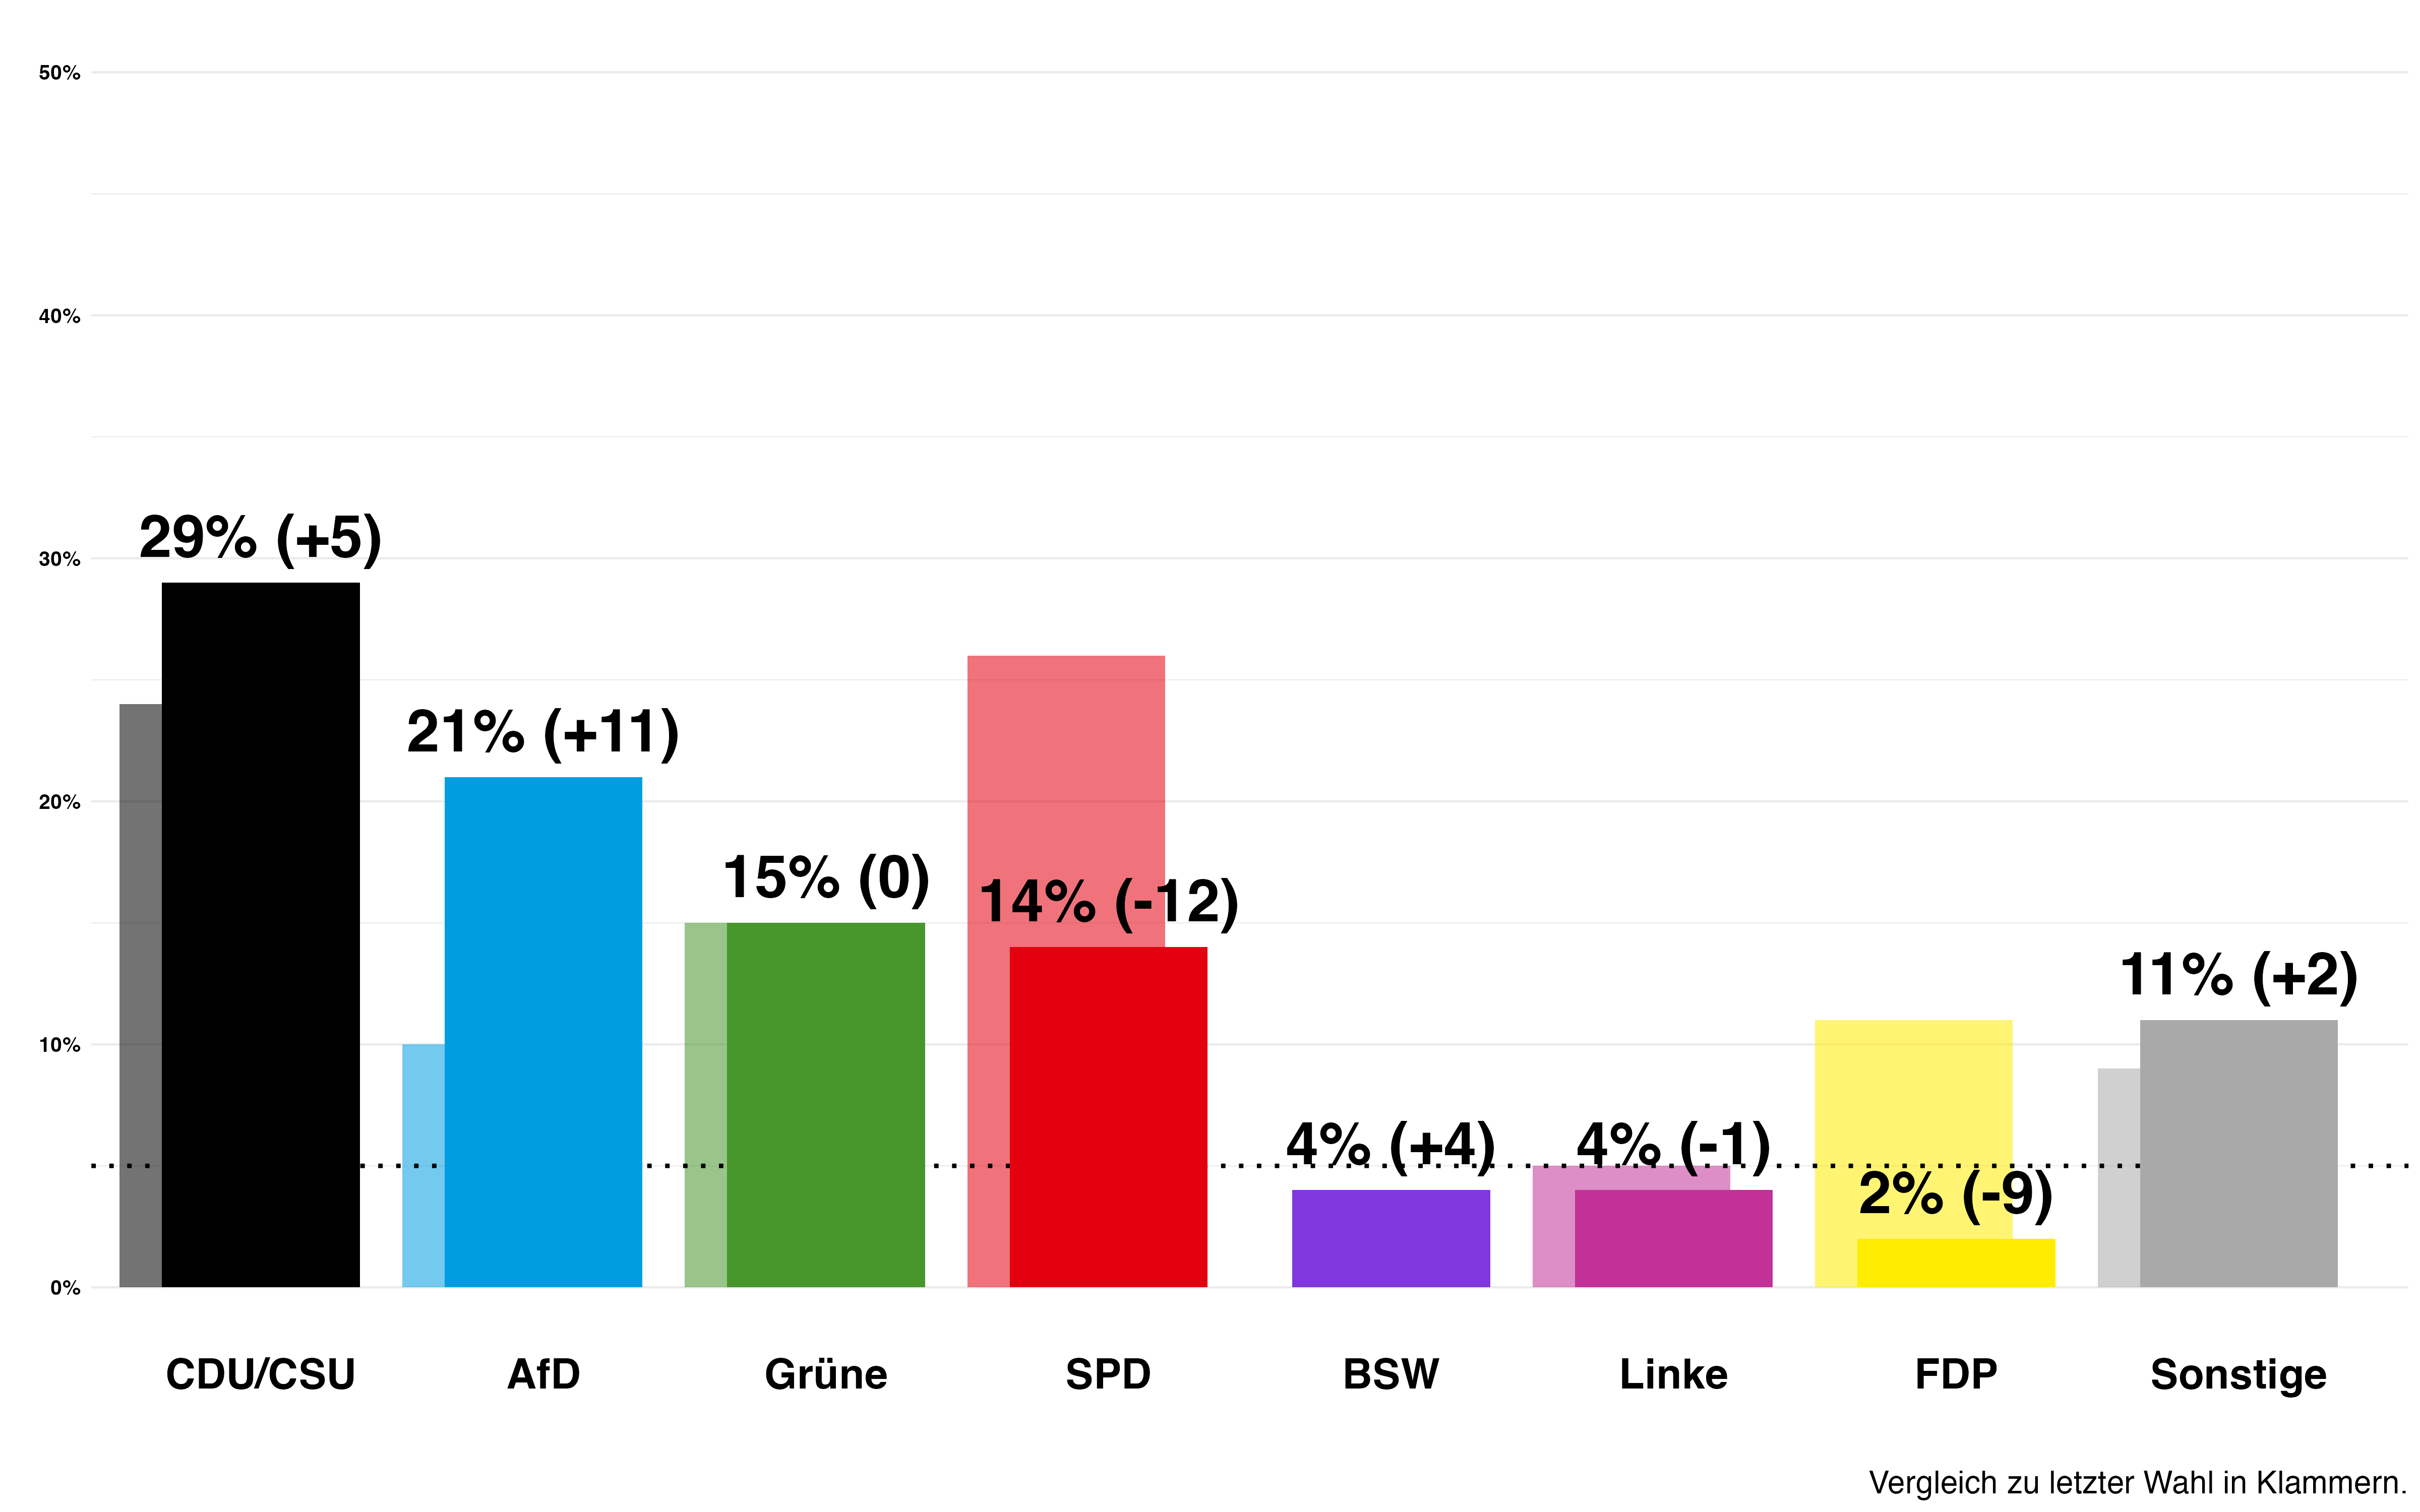 50%
40%
30%
20%
10%
0%
29% (+5)
21% (+11)
15% (0)
14% (-12)
4% (+4)
4% (-1)
2% (-9)
11% (+2)
CDU/CSU
AfD
Grüne
SPD
BSW
Linke
FDP
Sonstige
Vergleich zu letzter Wahl in Klammern.